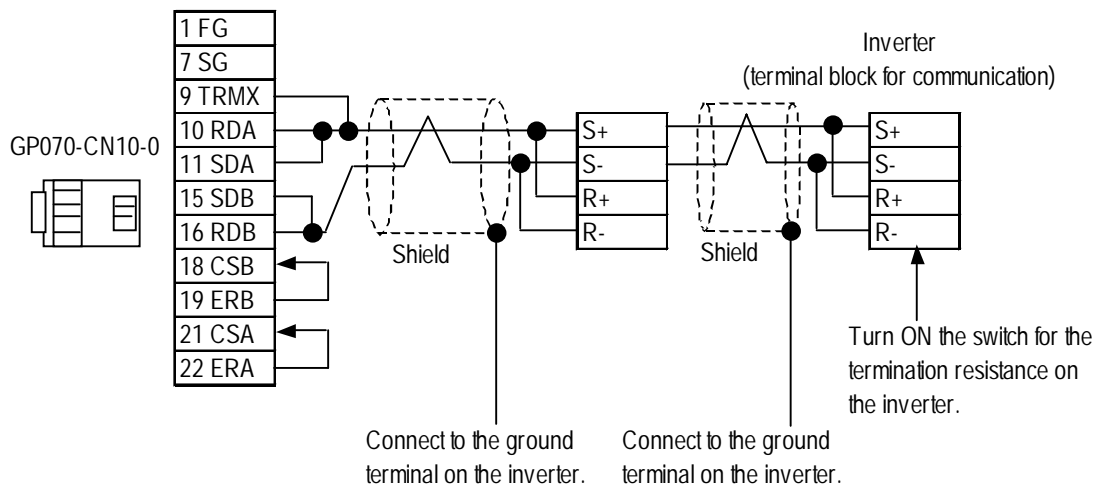 GP070-CN10-0
1 FG
7 SG
9 TRMX
10 RDA
11 SDA
15 SDB
16 RDB
18 CSB
19 ERB
21 CSA
22 ERA
Shield
Connect to the ground
terminal on the inverter.
S+
S-
R+
R-
Shield
Connect to the ground
terminal on the inverter.
Inverter
(terminal block for communication)
S+
S-
R+
R-
Turn ON the switch for the
termination resistance on
the inverter.